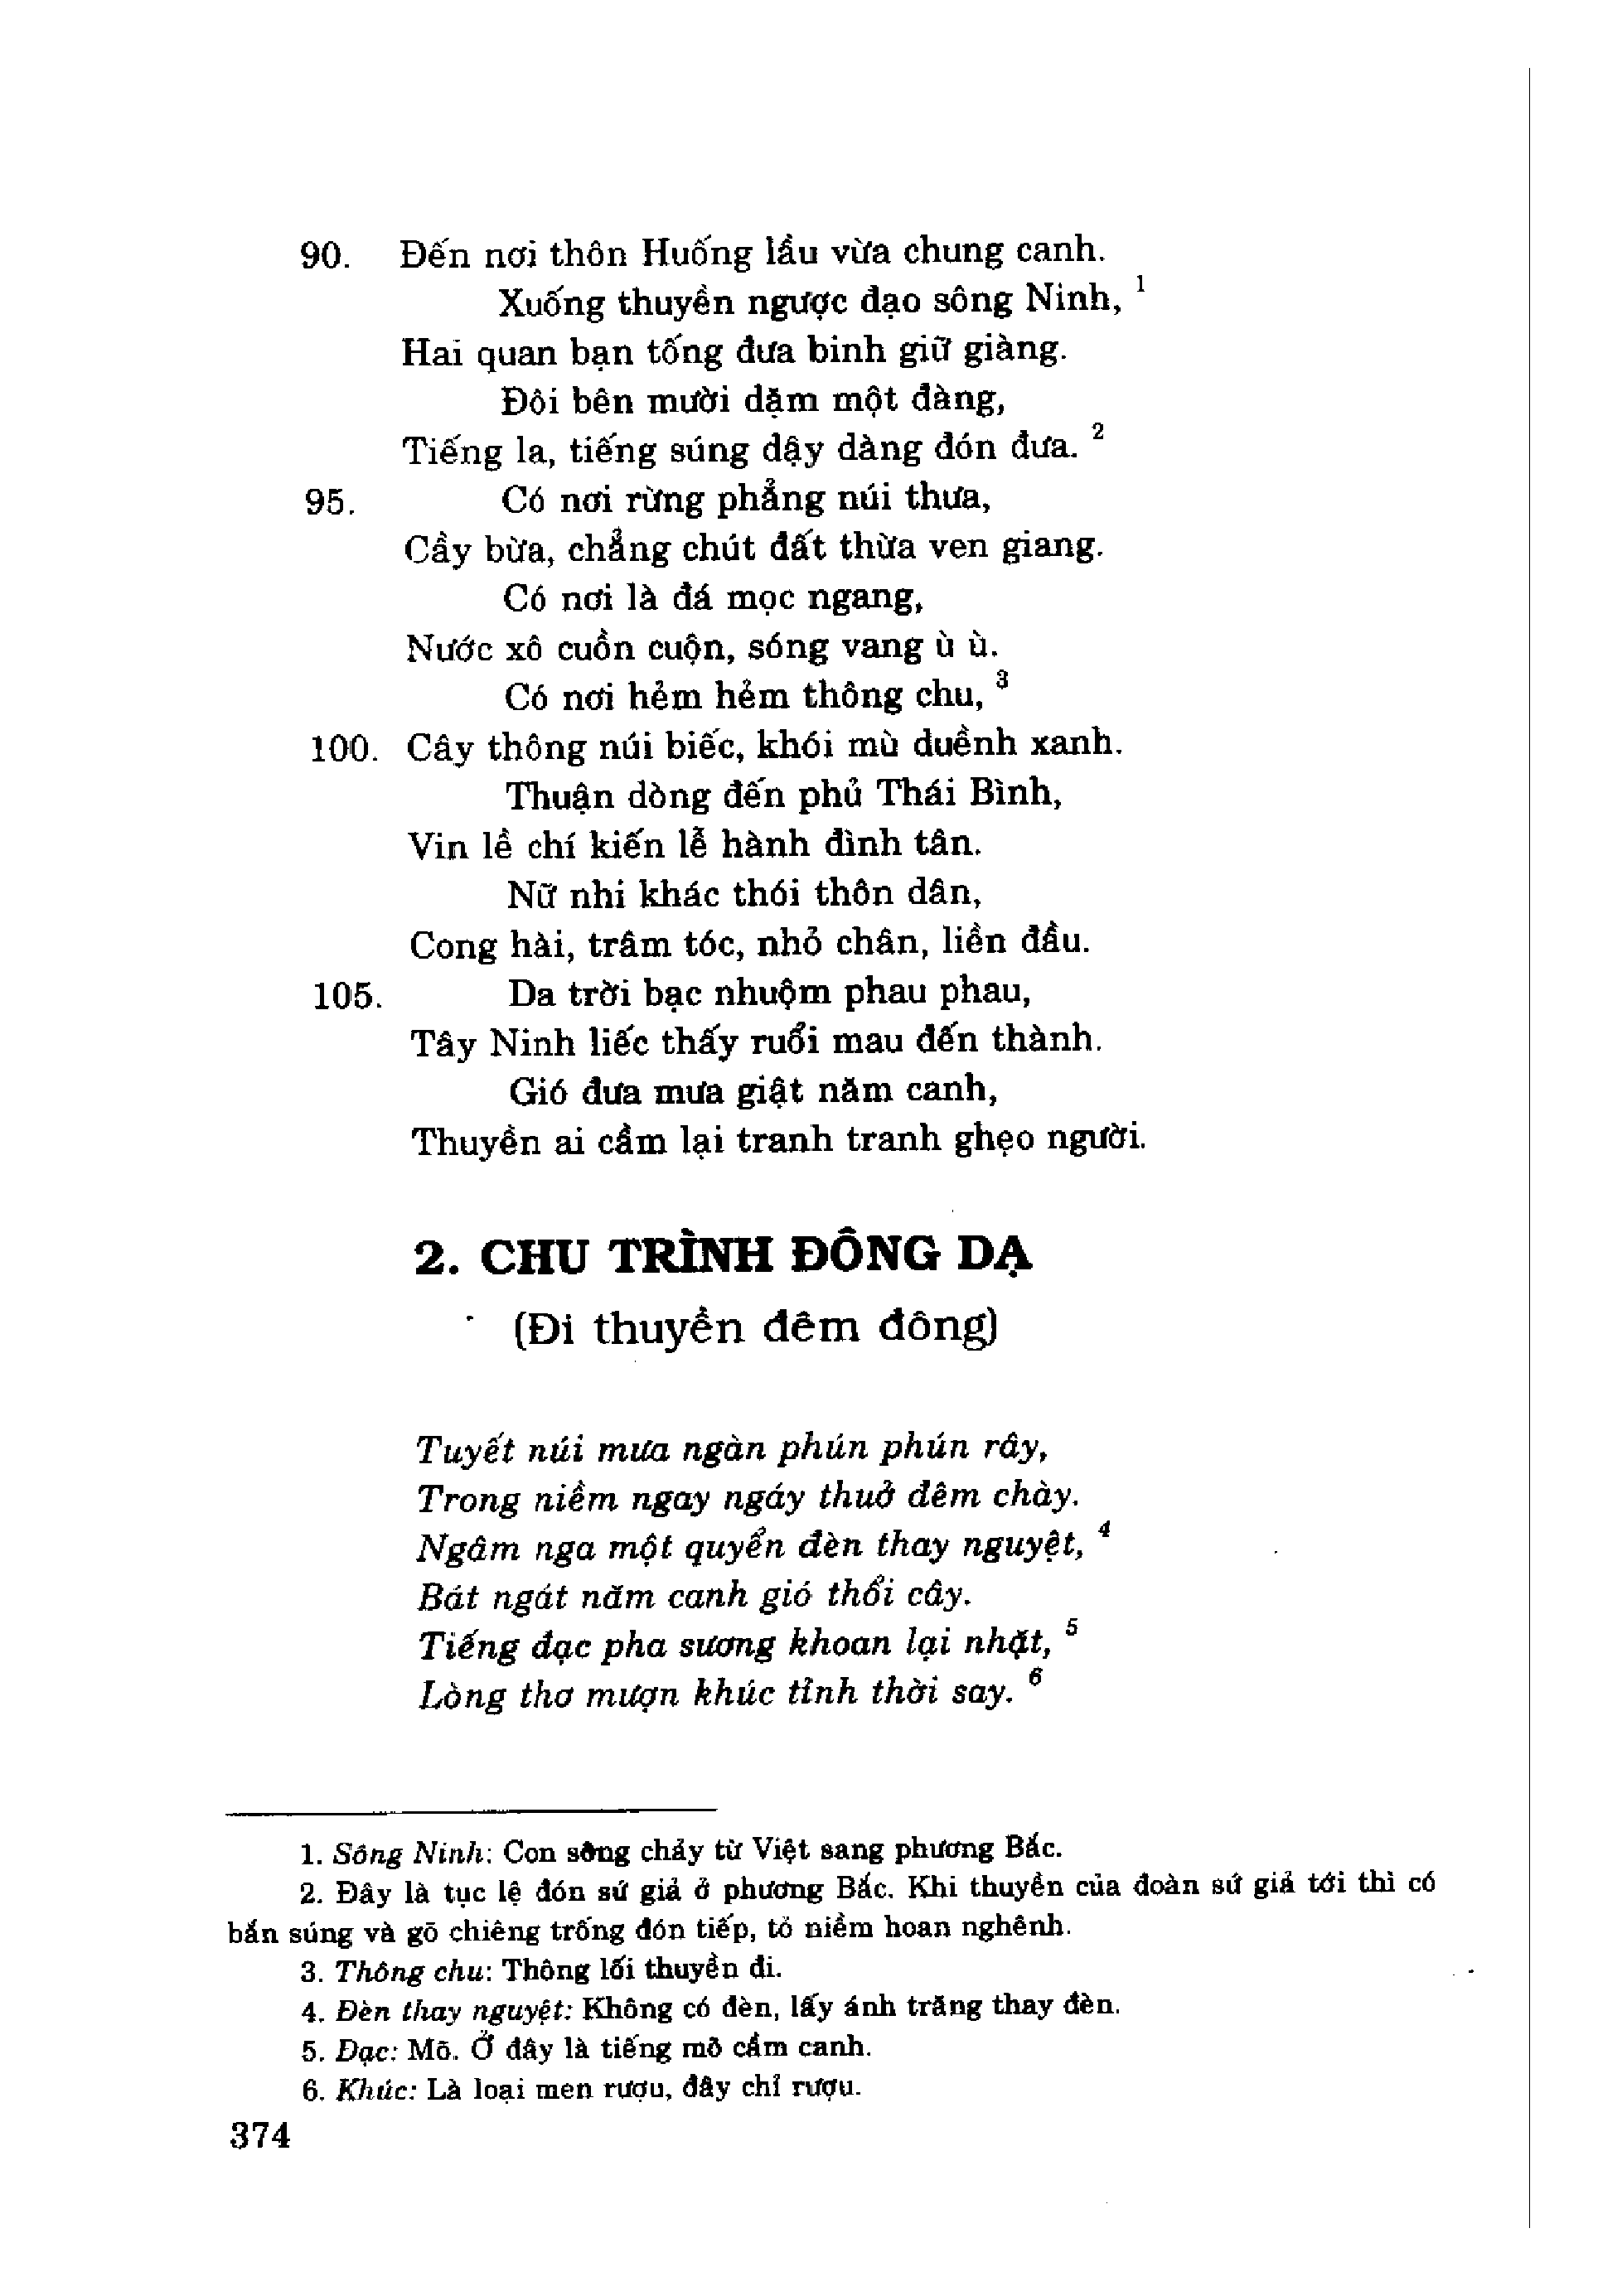 90. Đến nơi thôn Huống lầu vừa chung canh.
Xuống thuyền ngược đạo sông Ninh, 1
Hai quan bạn tống đưa binh giữ giàng.
Đôi bên mười dặm một đàng,
Tiếng la, tiếng súng dậy dàng đón đưa. 2
95. Có nơi rừng phẳng núi thưa,
Cầy bừa, chẳng chút đất thừa ven giang.
Có nơi là đá mọc ngang,
Nước xô cuồn cuộn, sóng vang ù ù.
Có nơi hẻm hẻm thông chu, 3
100. Cây thông núi biếc, khói mù duềnh xanh.
Thuận dòng đến phủ Thái Bình,
Vin lề chí kiến lễ hành đình tân.
Nữ nhi khác thói thôn dân,
Cong hài, trâm tóc, nhỏ chân, liền đầu.
105. Da trời bạc nhuộm phau phau,
Tây Ninh liếc thấy ruổi mau đến thành.
Gió đưa mưa giật năm canh,
Thuyền ai cầm lại tranh tranh ghẹo người.
2. CHU TRÌNH ĐÔNG DẠ
(Đi thuyền đêm đông)
Tuyết núi mưa ngàn phún phún rây,
Trong niềm ngay ngáy thuở đêm chày.
Ngâm nga một quyển đèn thay nguyệt, 4
Bát ngát năm canh gió thổi cây.
Tiếng đạc pha sương khoan lại nhặt, 5
Lòng thơ mượn khúc tỉnh thời say. 6
1. Sông Ninh: Con sông chảy từ Việt sang phương Bắc.
2. Đây là tục lệ đón sứ giả ở phương Bắc. Khi thuyền của đoàn sứ giả tới thì có
bắn súng và gõ chiêng trống đón tiếp, tỏ niềm hoan nghênh.
3. Thông chu: Thông lối thuyền đi.
4. Đèn thay nguyệt: Không có đèn, lấy ánh trăng thay đèn.
5. Đạc: Mõ. Ở đây là tiếng mõ cầm canh.
6. Khúc: Là loại men rượu, đây chỉ rượu.
374